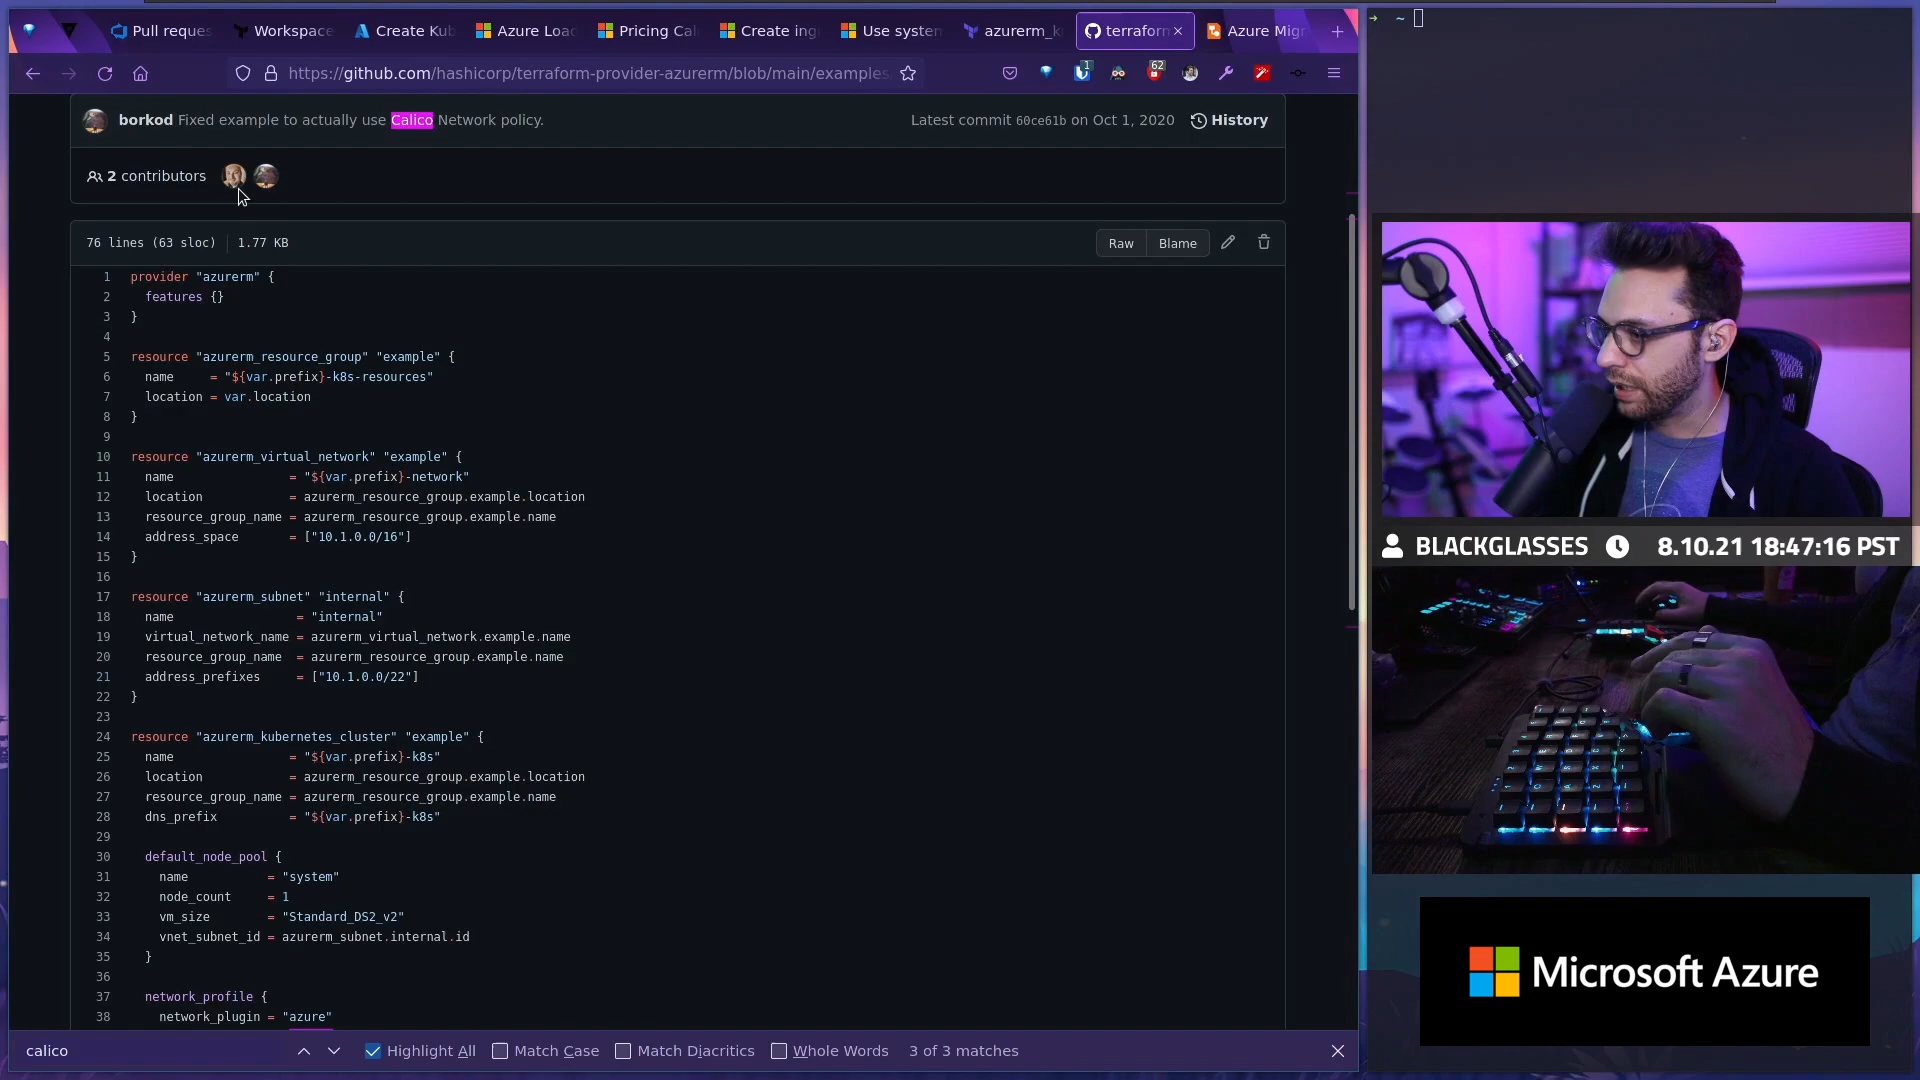 Pull reques
Workspace
Create Kub
Azure Loa
Pricing Cal
Create ing
Use system
azurerm_k
terraform
Azure Migr
https://github.com/hashicorp/terraform-provider-azurerm/blob/main/examples
1
62
➜ ~
borkod Fixed example to actually use Calico Network policy.
Latest commit 60ce61b on Oct 1, 2020
History
2 contributors
76 lines (63 sloc) 1.77 KB
Raw
Blame
1 provider "azurerm" {
2 features {}
3 }
4
5 resource "azurerm_resource_group" "example" {
6 name = "${var.prefix}-k8s-resources"
7 location = var.location
8 }
9
10 resource "azurerm_virtual_network" "example" {
11 name = "${var.prefix}-network"
12 location = azurerm_resource_group.example.location
13 resource_group_name = azurerm_resource_group.example.name
14 address_space = ["10.1.0.0/16"]
15 }
16
17 resource "azurerm_subnet" "internal" {
18 name = "internal"
19 virtual_network_name = azurerm_virtual_network.example.name
20 resource_group_name = azurerm_resource_group.example.name
21 address_prefixes = ["10.1.0.0/22"]
22 }
23
24 resource "azurerm_kubernetes_cluster" "example" {
25 name = "${var.prefix}-k8s"
26 location = azurerm_resource_group.example.location
27 resource_group_name = azurerm_resource_group.example.name
28 dns_prefix = "${var.prefix}-k8s"
29
30 default_node_pool {
31 name = "system"
32 node_count = 1
33 vm_size = "Standard_DS2_v2"
34 vnet_subnet_id = azurerm_subnet.internal.id
35 }
36
37 network_profile {
38 network_plugin = "azure"
calico
Highlight All
Match Case
Match Diacritics
Whole Words
3 of 3 matches
BLACKGLASSES
8.10.21 18:47:16 PST
Microsoft Azure